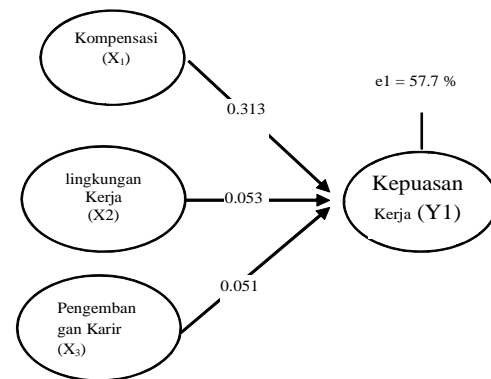 Kompensasi
(X₁)
e1 = 57.7 %
0.313
lingkungan
Kerja
(X2)
0.053
Kepuasan
Kerja (Y1)
0.051
Pengemban
gan Karir
(X₃)